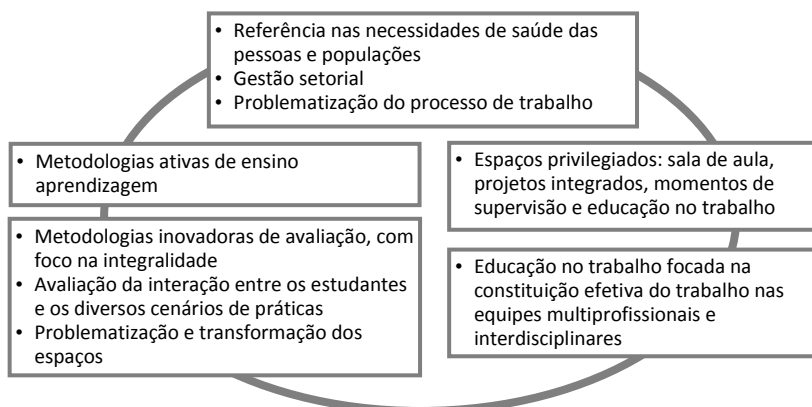 • Referência nas necessidades de saúde das
pessoas e populações
• Gestão setorial
• Problematização do processo de trabalho
• Metodologias ativas de ensino
aprendizagem
• Metodologias inovadoras de avaliação, com
foco na integralidade
• Avaliação da interação entre os estudantes
e os diversos cenários de práticas
• Problematização e transformação dos
espaços
• Espaços privilegiados: sala de aula,
projetos integrados, momentos de
supervisão e educação no trabalho
• Educação no trabalho focada na
constituição efetiva do trabalho nas
equipes multiprofissionais e
interdisciplinares